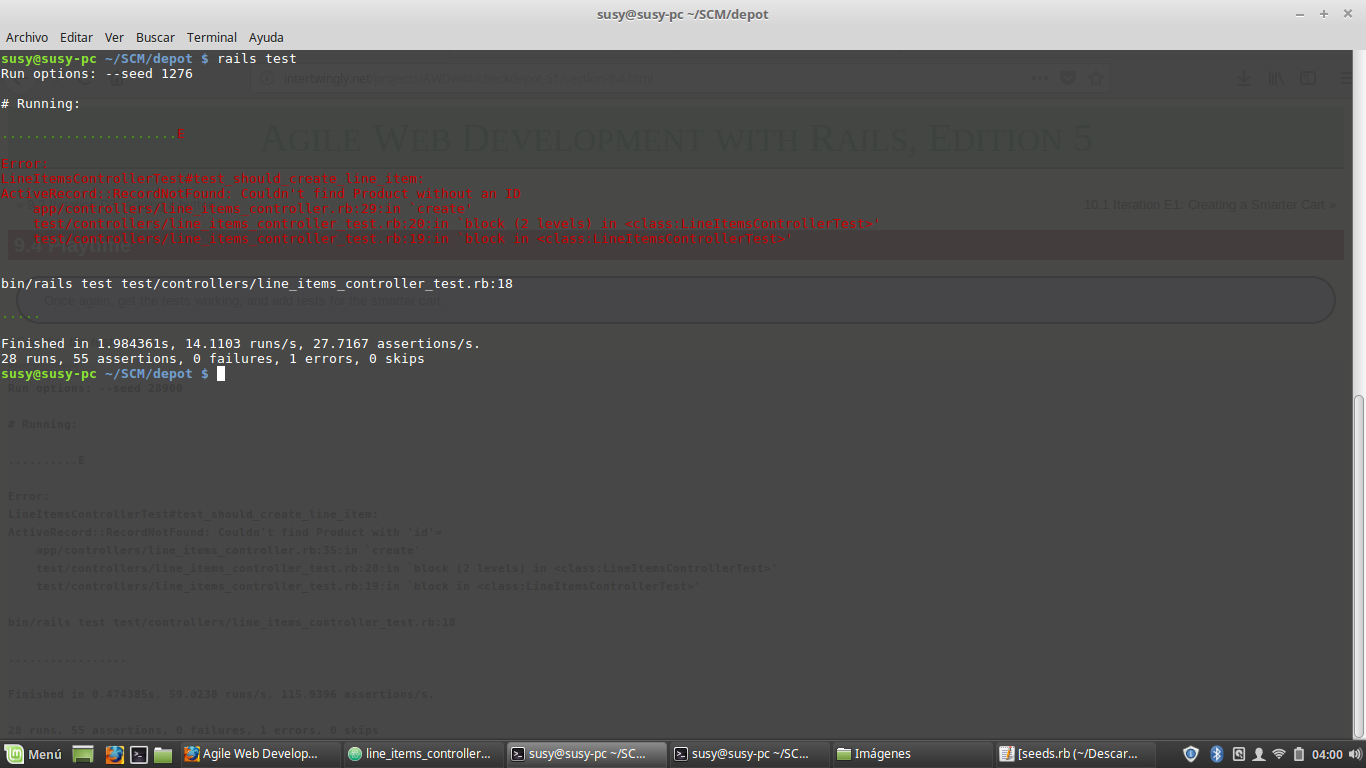 susy@susy-pc ~/SCM/depot
Archivo Editar Ver Buscar Terminal Ayuda
susy@susy-pc ~/SCM/depot $ rails test
Run options: --seed 1276
# Running:
......................E
AGILE WEB DEVELOPMENT WITH RAILS, EDITION 5
Error:
LineItemsControllerTest#test should create line item:
ActiveRecord::RecordNotFound: Couldn't find Product without an ID
app/controllers/line_items_controller.rb:29:in `create'
10.1 Iteration E1: Creating a Smarter Cart »
test/controllers/line_items_controller_test.rb:20:in `block (2 levels) in <class:LineItemsControllerTest>'
test/controllers/line_items_controller_test.rb:19:in `block in <class:LineItemsControllerTest>'
9.4 Playtime
bin/rails test test/controllers/line_items_controller_test.rb:18
Once again, get the tests working, and add tests for the smarter cart
.....
Finished in 1.984361s, 14.1103 runs/s, 27.7167 assertions/s.
28 runs, 55 assertions, 0 failures, 1 errors, 0 skips
susy@susy-pc ~/SCM/depot $
Run options: --seed
# Running:
..........E
Error:
LineItemsControllerTest#test_should_create_line_item:
ActiveRecord::RecordNotFound: Couldn't find Product with 'id'=
app/controllers/line_items_controller.rb:35:in `create'
test/controllers/line_items_controller_test.rb:20:in `block (2 levels) in <class:LineItemsControllerTest>'
test/controllers/line_items_controller_test.rb:19:in `block in <class:LineItemsControllerTest>'
bin/rails test test/controllers/line_items_controller_test.rb:18
.................
Finished in 0.474385s, 59.0238 runs/s, 115.9396 assertions/s.
28 runs, 55 assertions, 0 failures, 1 errors, 0 skips
Menú Agile Web Develop... line_items_controller... susy@susy-pc ~/SC... susy@susy-pc ~/SC... Imágenes [seeds.rb (~/Descar... 04:00